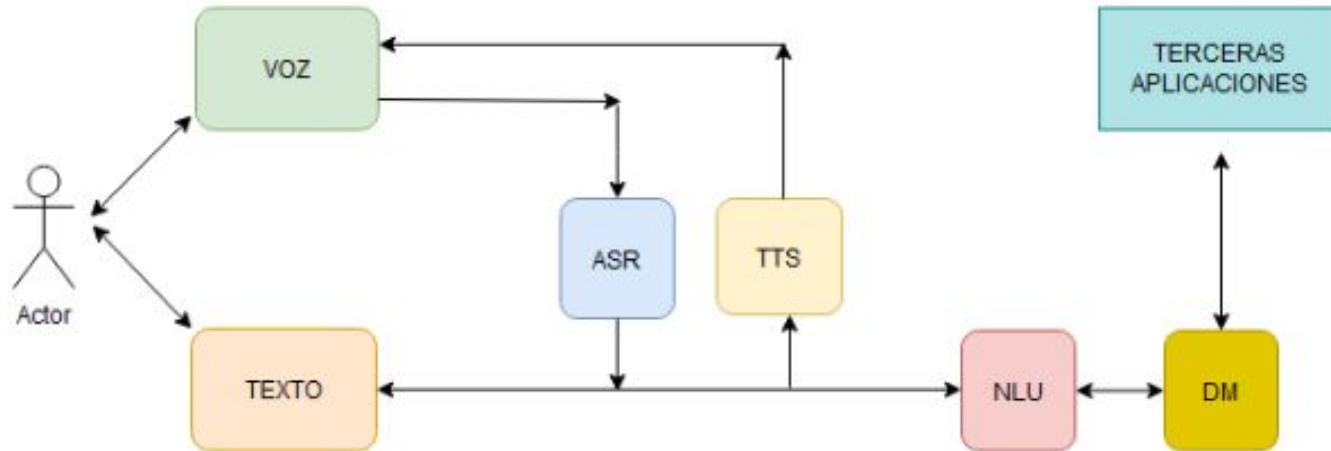 VOZ
TERCERAS
APLICACIONES
ASR
TTS
Actor
TEXTO
NLU
DM